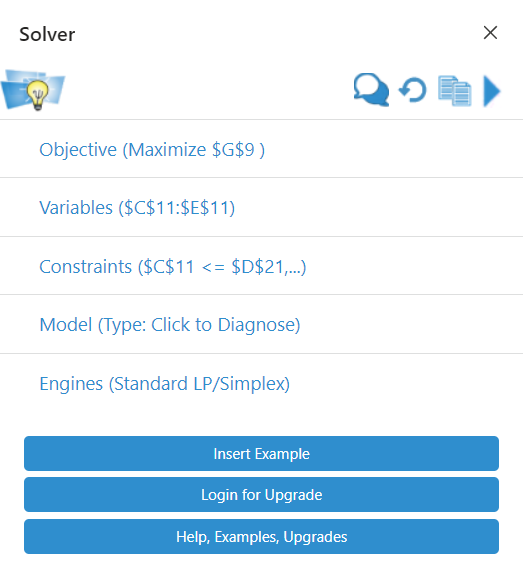 Solver
Objective (Maximize $G$9 )
Variables ($C$11:$E$11)
Constraints ($C$11 <= $D$21,...)
Model (Type: Click to Diagnose)
Engines (Standard LP/Simplex)
Insert Example
Login for Upgrade
Help, Examples, Upgrades